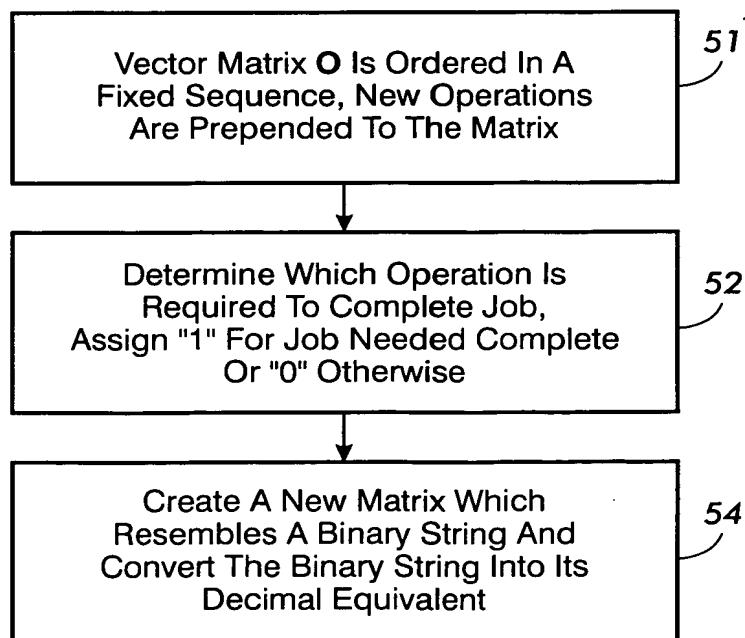 Vector Matrix O Is Ordered In A
Fixed Sequence, New Operations
Are Prepended To The Matrix
51
Determine Which Operation Is
Required To Complete Job,
Assign "1" For Job Needed Complete
Or "0" Otherwise
52
Create A New Matrix Which
Resembles A Binary String And
Convert The Binary String Into Its
Decimal Equivalent
54